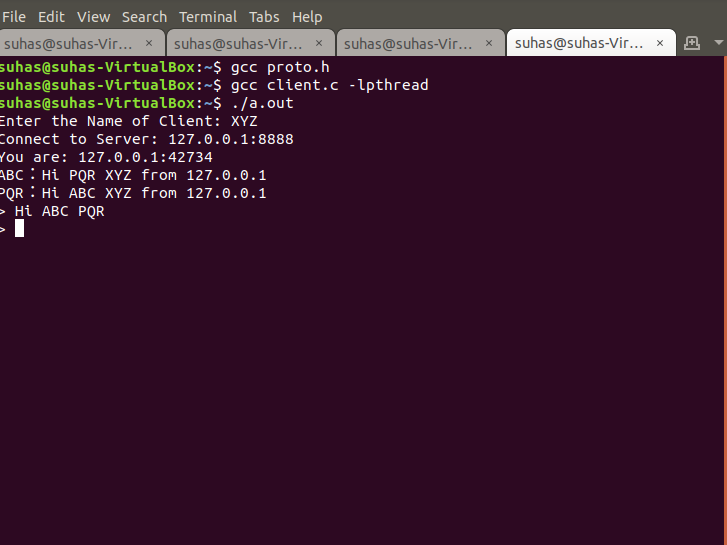 File Edit View Search Terminal Tabs Help
suhas@suhas-Vir... × suhas@suhas-Vir... × suhas@suhas-Vir... × suhas@suhas-Vir... ×
suhas@suhas-VirtualBox:~$ gcc proto.h
suhas@suhas-VirtualBox:~$ gcc client.c -lpthread
suhas@suhas-VirtualBox:~$ ./a.out
Enter the Name of Client: XYZ
Connect to Server: 127.0.0.1:8888
You are: 127.0.0.1:42734
ABC：Hi PQR XYZ from 127.0.0.1
PQR：Hi ABC XYZ from 127.0.0.1
> Hi ABC PQR
>